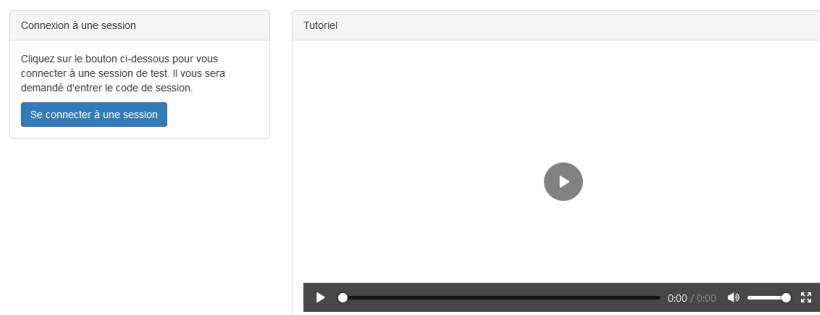 Connexion à une session
Cliquez sur le bouton ci-dessous pour vous
connecter à une session de test. Il vous sera
demandé d'entrer le code de session.
Se connecter à une session
Tutoriel
0:00 / 0:00